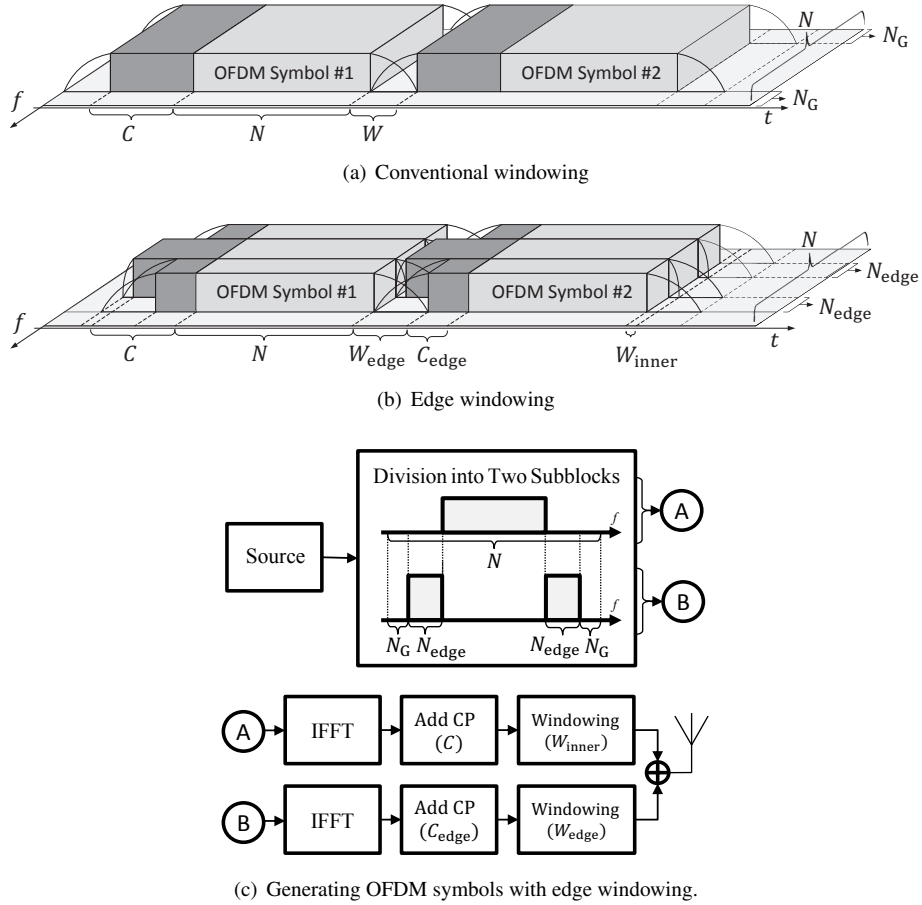 N
N_G
OFDM Symbol #1
OFDM Symbol #2
f
N_G
t
C
N
W
(a) Conventional windowing
N
N_edge
OFDM Symbol #1
OFDM Symbol #2
N_edge
f
t
C
N
W_edge
C_edge
W_inner
(b) Edge windowing
Division into Two Subblocks
f
A
Source
N
f
B
N_G
N_edge
N_edge
N_G
A
IFFT
Add CP
(C)
Windowing
(W_inner)
B
IFFT
Add CP
(C_edge)
Windowing
(W_edge)
(c) Generating OFDM symbols with edge windowing.